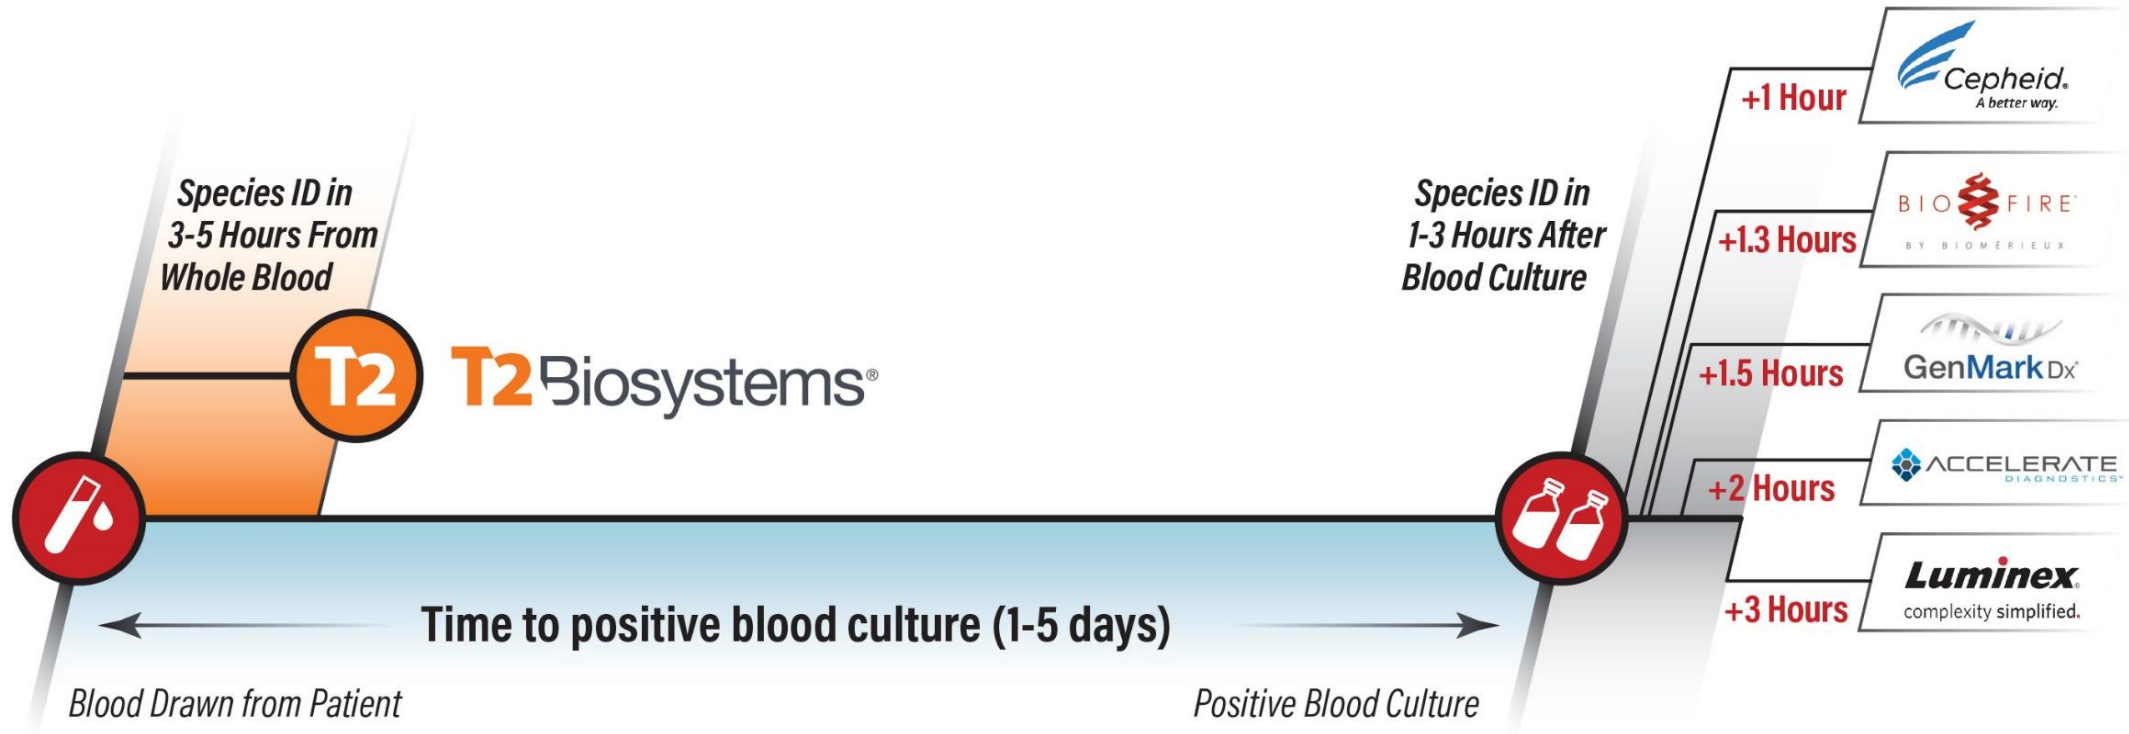 Species ID in
3-5 Hours From
Whole Blood
T2
T2Biosystems®
Blood Drawn from Patient
Time to positive blood culture (1-5 days)
Positive Blood Culture
Species ID in
1-3 Hours After
Blood Culture
+1 Hour
Cepheid®
A better way.
+1.3 Hours
BIOFIRE®
BY BIOMÉRIEUX
+1.5 Hours
GenMark Dx®
+2 Hours
ACCELERATE
DIAGNOSTICS™
+3 Hours
Luminex®
complexity simplified.